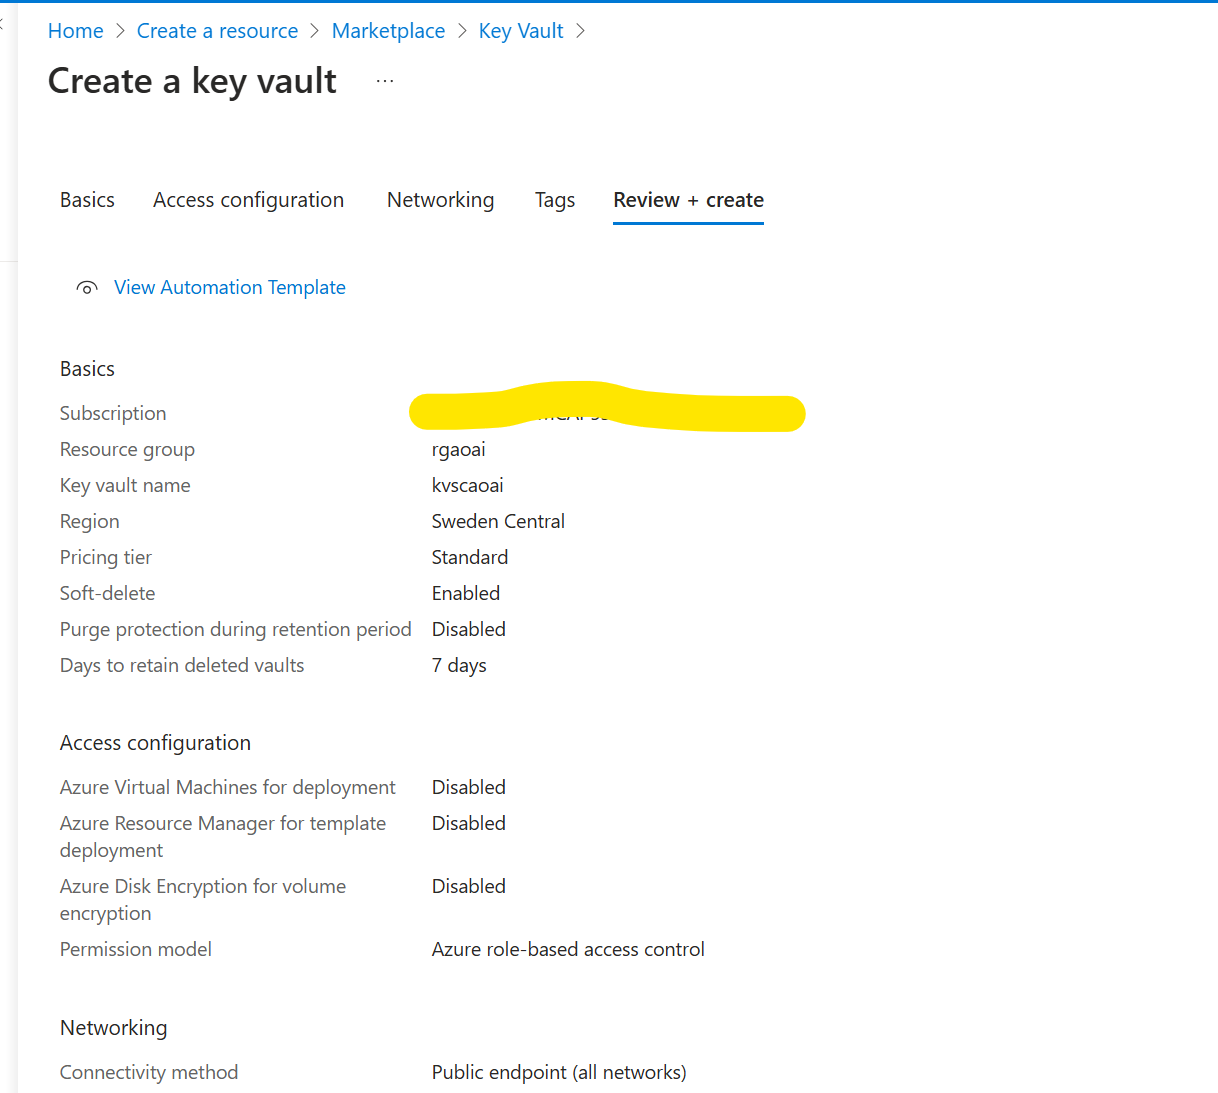 Home > Create a resource > Marketplace > Key Vault >
Create a key vault ...
Basics Access configuration Networking Tags Review + create
View Automation Template
Basics
Subscription
Resource group rgaoai
Key vault name kvscaoai
Region Sweden Central
Pricing tier Standard
Soft-delete Enabled
Purge protection during retention period Disabled
Days to retain deleted vaults 7 days
Access configuration
Azure Virtual Machines for deployment Disabled
Azure Resource Manager for template Disabled
deployment
Azure Disk Encryption for volume Disabled
encryption
Permission model Azure role-based access control
Networking
Connectivity method Public endpoint (all networks)